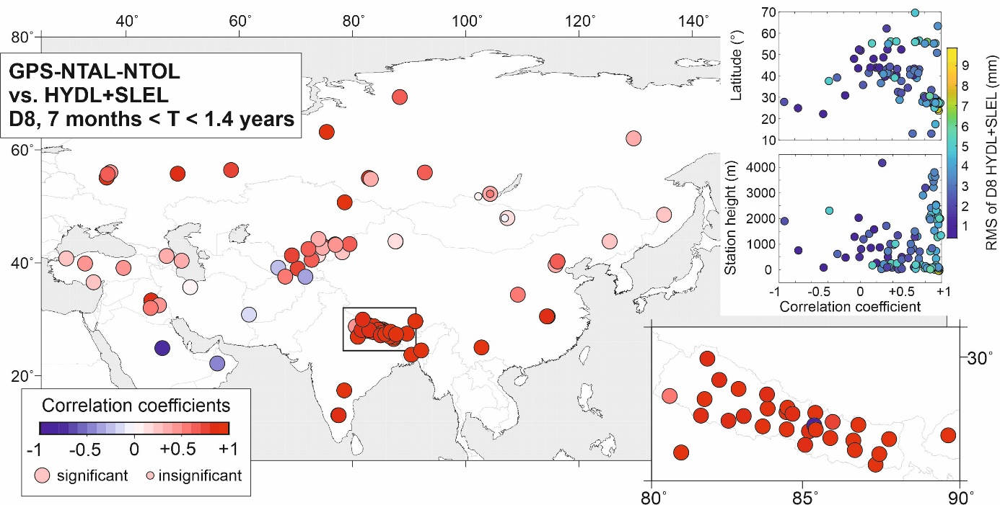 40° 60° 80° 100° 120° 140°
80°
60°
40°
20°
GPS-NTAL-NTOL
vs. HYDL+SLEL
D8, 7 months < T < 1.4 years
Correlation coefficients
-1 -0.5 0 +0.5 +1
significant insignificant
Latitude (°)
70
60
50
40
30
20
10
Station height (m)
4000
3000
2000
1000
0
-1 -0.5 0 +0.5 +1
Correlation coefficient
9
8
7
6
5
4
3
2
1
RMS of D8 HYDL+SLEL (mm)
30°
80° 85° 90°